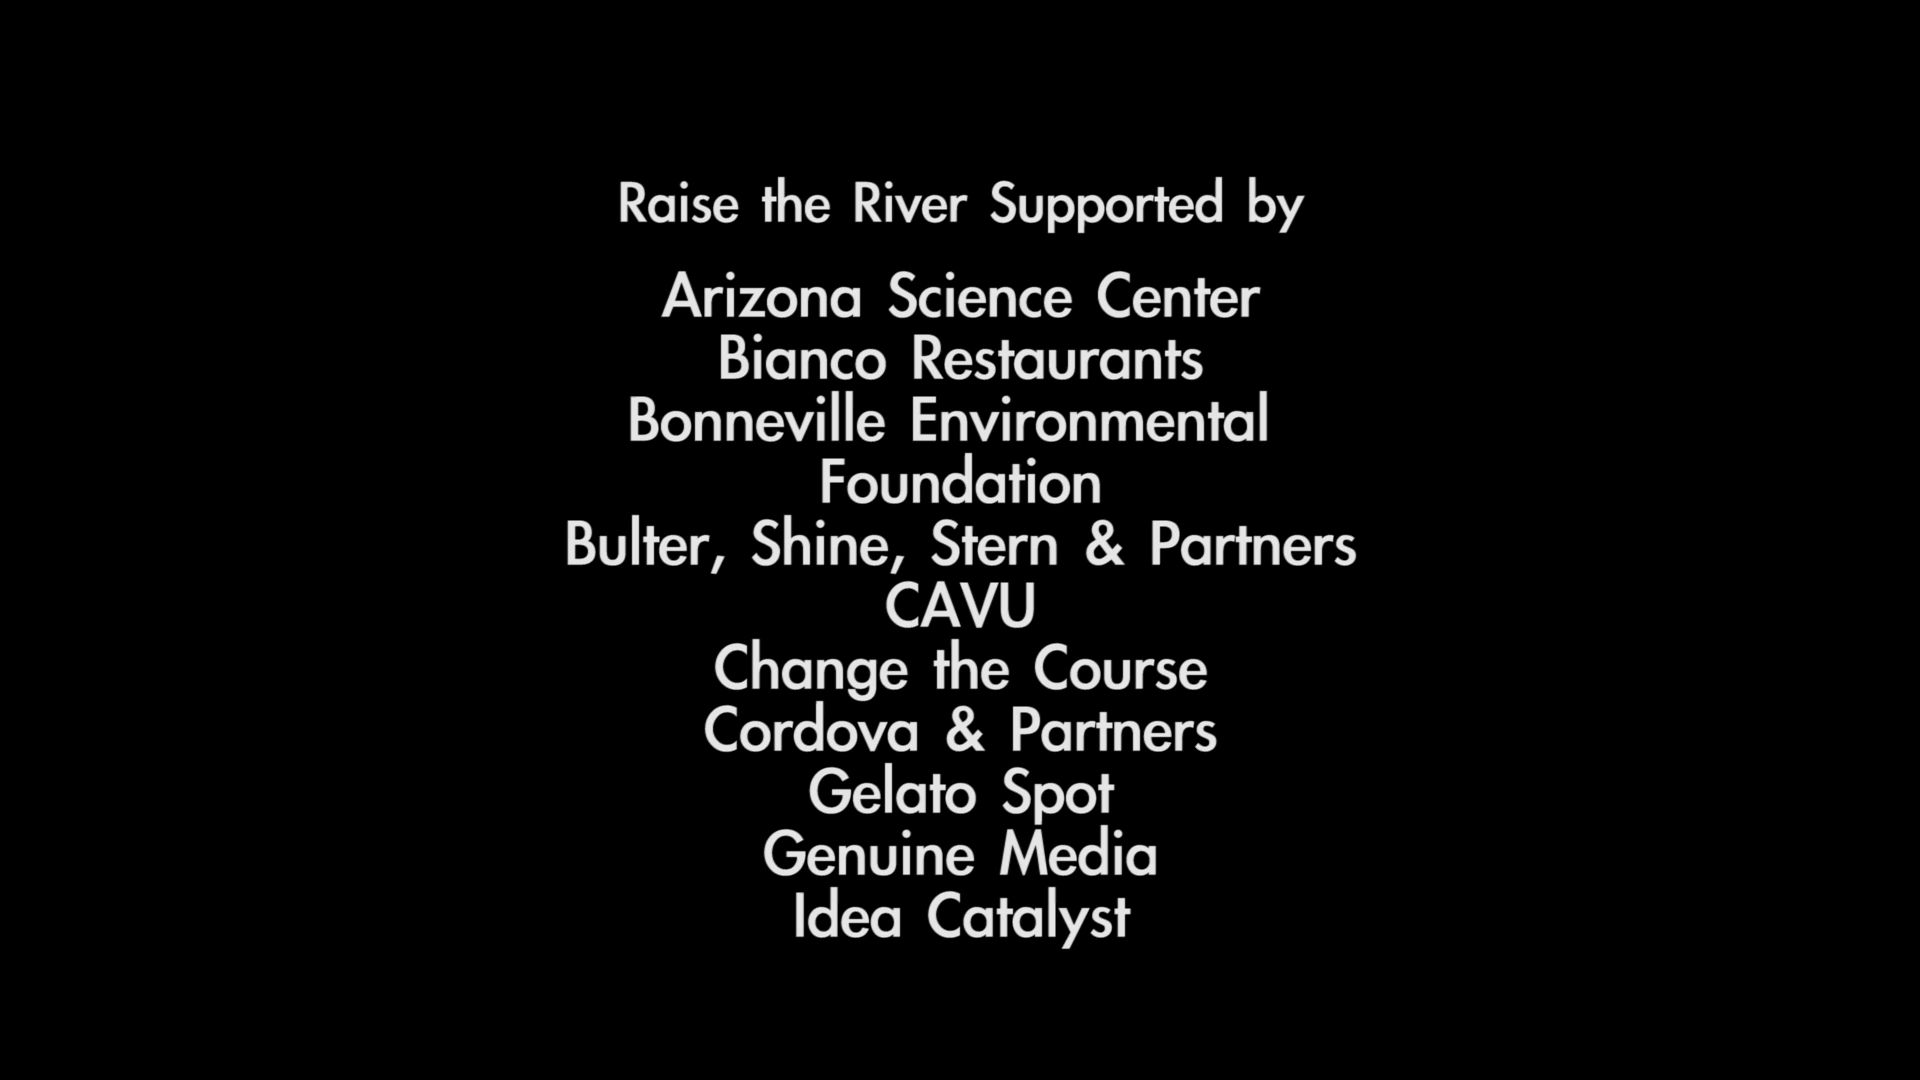 Raise the River Supported by
Arizona Science Center
Bianco Restaurants
Bonneville Environmental
Foundation
Bulter, Shine, Stern & Partners
CAVU
Change the Course
Cordova & Partners
Gelato Spot
Genuine Media
Idea Catalyst